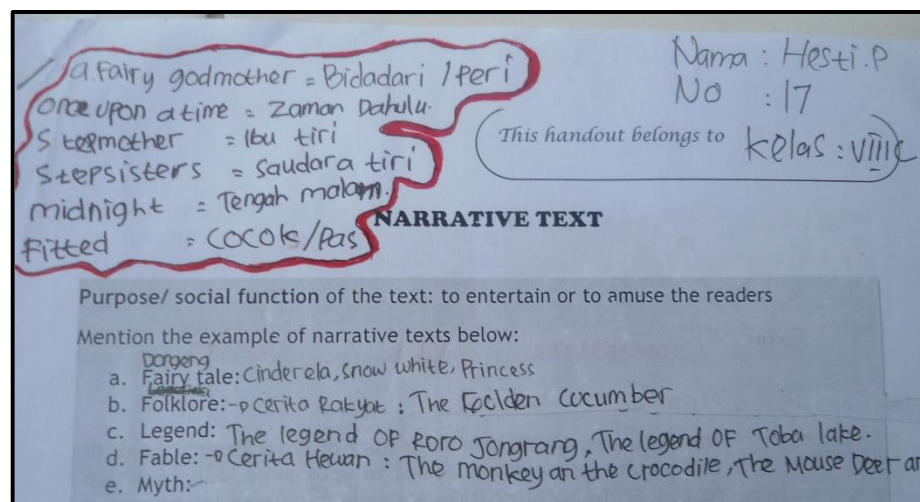 a fairy godmother = Bidadari / Peri
once upon a time = Zaman Dahulu.
Stepmother = Ibu tiri
Stepsisters = Saudara tiri
midnight = Tengah malam.
Fitted = COCOK/Pas
Nama : Hesti.P
No : 17
This handout belongs to kelas : VIIIC
NARRATIVE TEXT
Purpose/ social function of the text: to entertain or to amuse the readers
Mention the example of narrative texts below:
Dongeng
a. Fairy tale: Cinderela, Snow white, Princess
b. Folklore: → Cerita Rakyat : The Goclden cucumber
c. Legend: The legend OF Roro Jongrang, The legend OF Toba lake.
d. Fable: → Cerita Hewan : The monkey an the crocodile, The Mouse Deer an
e. Myth: